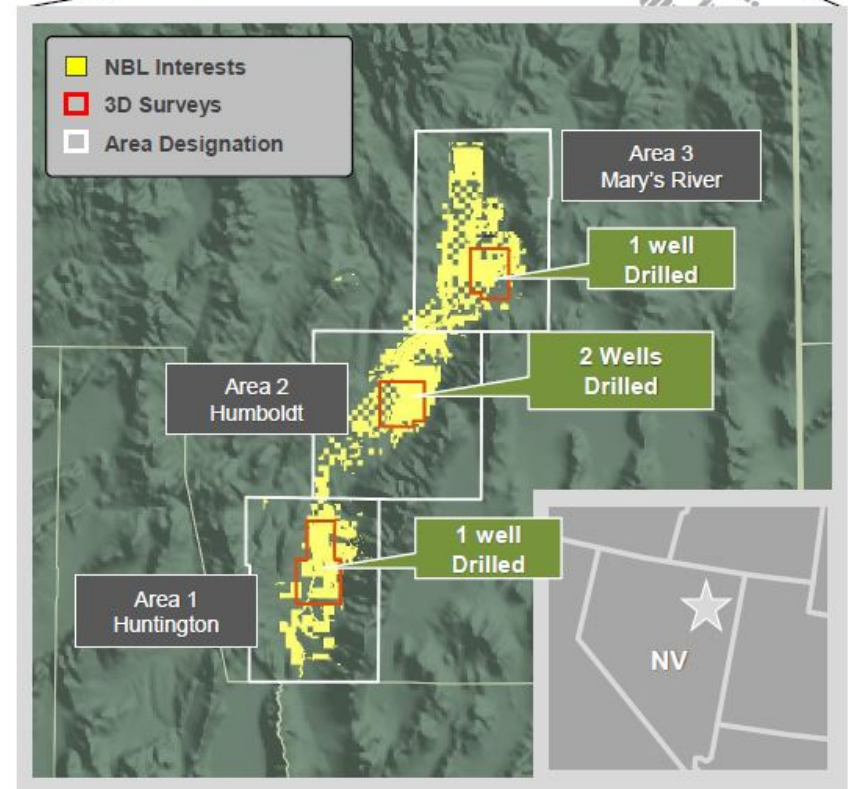 NBL Interests
3D Surveys
Area Designation
Area 3
Mary's River
1 well
Drilled
2 Wells
Drilled
Area 2
Humboldt
1 well
Drilled
Area 1
Huntington
NV